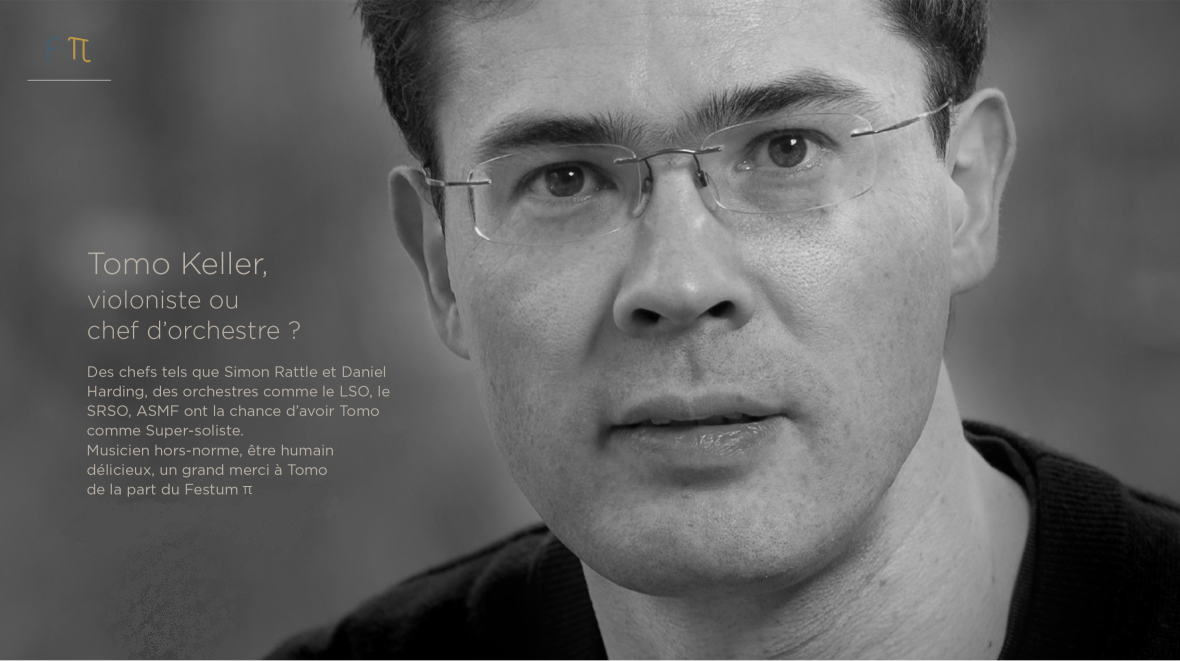 π
Tomo Keller,
violoniste ou
chef d’orchestre ?
Des chefs tels que Simon Rattle et Daniel
Harding, des orchestres comme le LSO, le
SRSO, ASMF ont la chance d’avoir Tomo
comme Super-soliste.
Musicien hors-norme, être humain
délicieux, un grand merci à Tomo
de la part du Festum π